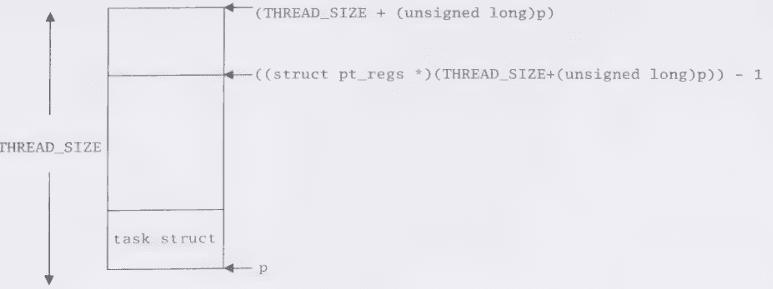 (THREAD_SIZE + (unsigned long)p)
((struct pt_regs *)(THREAD_SIZE+(unsigned long)p)) - 1
THREAD_SIZE
task struct
p